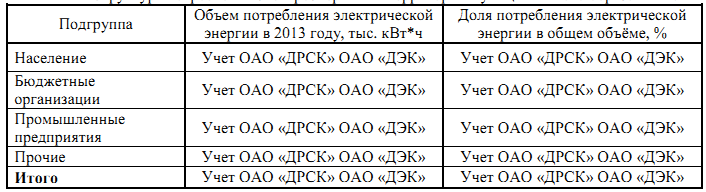 Подгруппа
Объем потребления электрической
энергии в 2013 году, тыс. кВт*ч
Доля потребления электрической
энергии в общем объёме, %
Население
Учет ОАО «ДРСК» ОАО «ДЭК»
Учет ОАО «ДРСК» ОАО «ДЭК»
Бюджетные
организации
Учет ОАО «ДРСК» ОАО «ДЭК»
Учет ОАО «ДРСК» ОАО «ДЭК»
Промышленные
предприятия
Учет ОАО «ДРСК» ОАО «ДЭК»
Учет ОАО «ДРСК» ОАО «ДЭК»
Прочие
Учет ОАО «ДРСК» ОАО «ДЭК»
Учет ОАО «ДРСК» ОАО «ДЭК»
Итого
Учет ОАО «ДРСК» ОАО «ДЭК»
Учет ОАО «ДРСК» ОАО «ДЭК»